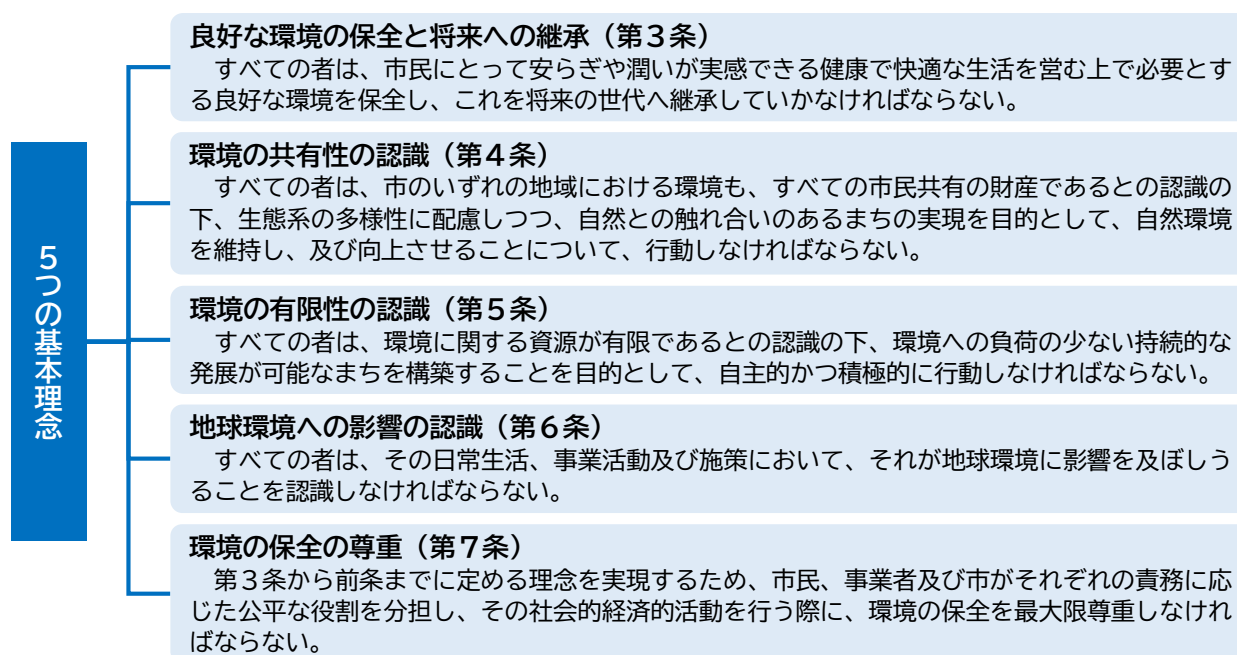 5つの基本理念
良好な環境の保全と将来への継承（第３条）
すべての者は、市民にとって安らぎや潤いが実感できる健康で快適な生活を営む上で必要とす
る良好な環境を保全し、これを将来の世代へ継承していかなければならない。
環境の共有性の認識（第４条）
すべての者は、市のいずれの地域における環境も、すべての市民共有の財産であるとの認識の
下、生態系の多様性に配慮しつつ、自然との触れ合いのあるまちの実現を目的として、自然環境
を維持し、及び向上させることについて、行動しなければならない。
環境の有限性の認識（第５条）
すべての者は、環境に関する資源が有限であるとの認識の下、環境への負荷の少ない持続的な
発展が可能なまちを構築することを目的として、自主的かつ積極的に行動しなければならない。
地球環境への影響の認識（第６条）
すべての者は、その日常生活、事業活動及び施策において、それが地球環境に影響を及ぼしう
ることを認識しなければならない。
環境の保全の尊重（第７条）
第３条から前条までに定める理念を実現するため、市民、事業者及び市がそれぞれの責務に応
じた公平な役割を分担し、その社会的経済的活動を行う際に、環境の保全を最大限尊重しなけれ
ばならない。